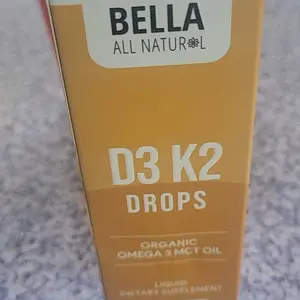 BELLA
ALL NATURAL
D3 K2
DROPS
ORGANIC
OMEGA 3 MCT OIL
LIQUID
DIETARY SUPPLEMENT